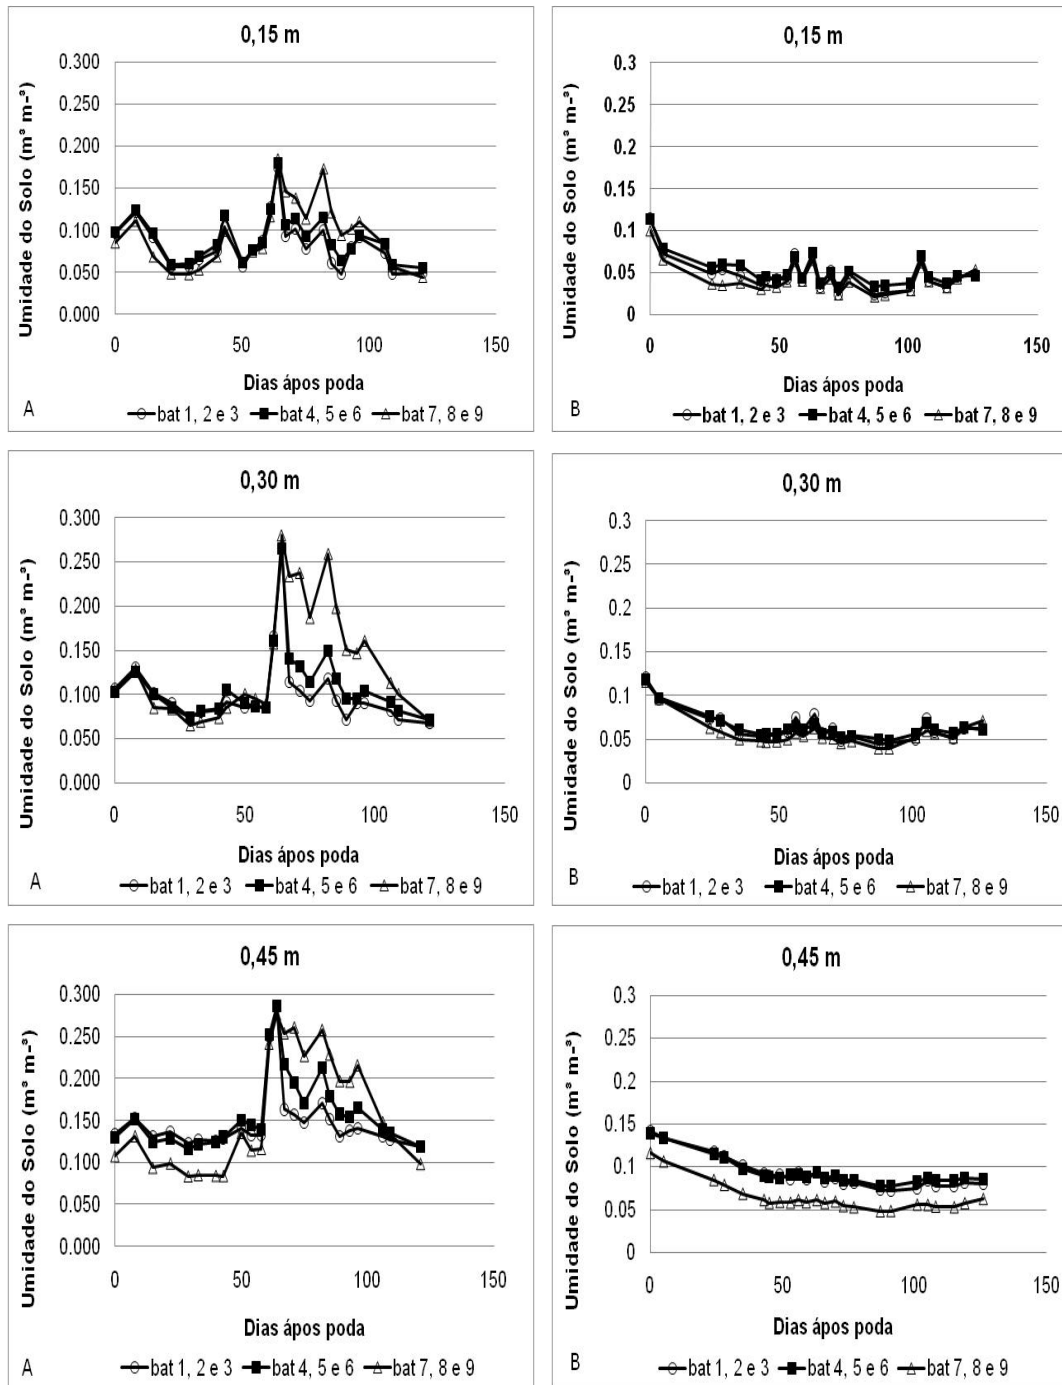 0,15 m
Umidade do Solo (m³ m-³)
0.300
0.250
0.200
0.150
0.100
0.050
0.000
0 50 100 150
Dias ápos poda
A
bat 1, 2 e 3 bat 4, 5 e 6 bat 7, 8 e 9
0,15 m
Umidade do Solo (m³ m-³)
0.3
0.25
0.2
0.15
0.1
0.05
0
0 50 100 150
Dias ápos poda
B
bat 1, 2 e 3 bat 4, 5 e 6 bat 7, 8 e 9
0,30 m
Umidade do Solo (m³ m-³)
0.300
0.250
0.200
0.150
0.100
0.050
0.000
0 50 100 150
Dias ápos poda
A
bat 1, 2 e 3 bat 4, 5 e 6 bat 7, 8 e 9
0,30 m
Umidade do Solo (m³ m-³)
0.3
0.25
0.2
0.15
0.1
0.05
0
0 50 100 150
Dias ápos poda
B
bat 1, 2 e 3 bat 4, 5 e 6 bat 7, 8 e 9
0,45 m
Umidade do Solo (m³ m-³)
0.300
0.250
0.200
0.150
0.100
0.050
0.000
0 50 100 150
Dias ápos poda
A
bat 1, 2 e 3 bat 4, 5 e 6 bat 7, 8 e 9
0,45 m
Umidade do Solo (m³ m-³)
0.3
0.25
0.2
0.15
0.1
0.05
0
0 50 100 150
Dias ápos poda
B
bat 1, 2 e 3 bat 4, 5 e 6 bat 7, 8 e 9